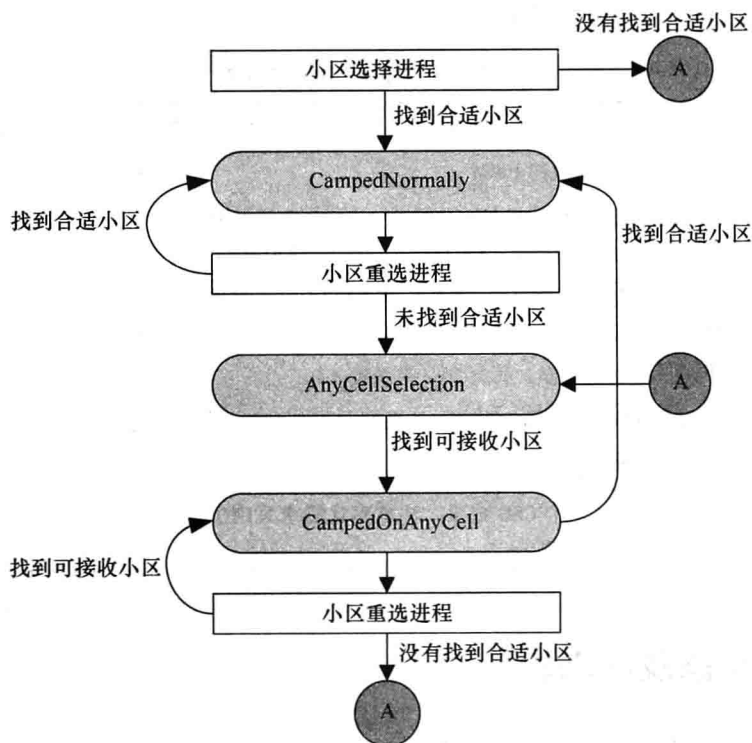 没有找到合适小区
小区选择进程
A
找到合适小区
CampedNormally
找到合适小区
找到合适小区
小区重选进程
未找到合适小区
AnyCellSelection
A
找到可接收小区
CampedOnAnyCell
找到可接收小区
小区重选进程
没有找到合适小区
A